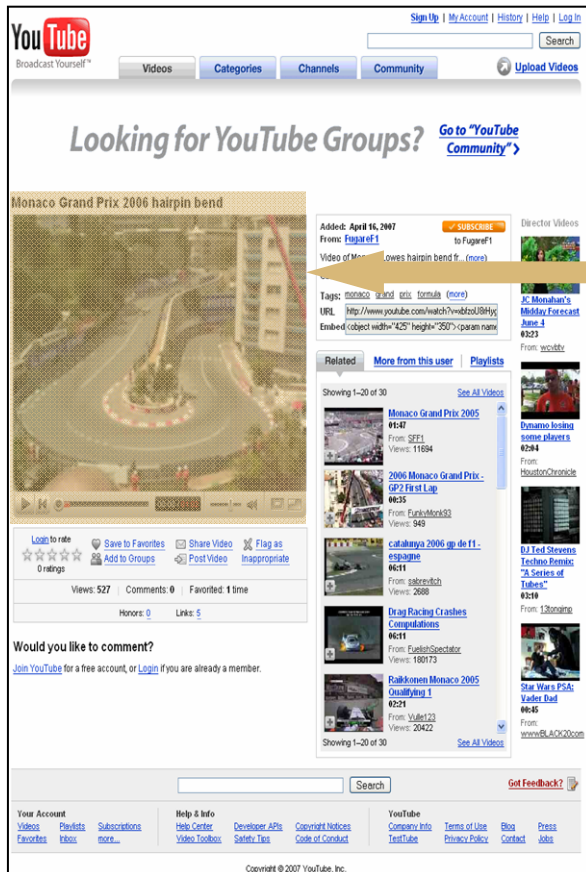 Sign Up | My Account | History | Help | Log In
YouTube
Broadcast Yourself™
Search
Videos
Categories
Channels
Community
Upload Videos
Looking for YouTube Groups?
Go to "YouTube
Community" >
Monaco Grand Prix 2006 hairpin bend
Login to rate
0 ratings
Save to Favorites
Add to Groups
Share Video
Post Video
Flag as
Inappropriate
Views: 527 | Comments: 0 | Favorited: 1 time
Honors: 0 Links: 5
Would you like to comment?
Join YouTube for a free account, or Login if you are already a member.
Added: April 16, 2007
From: FugareF1
SUBSCRIBE
to FugareF1
(more)
Tags: monaco grand prix formula (more)
URL
Embed <object width="425" height="350"><param name
Related
More from this user | Playlists
Showing 1-20 of 30 See All Videos
Monaco Grand Prix 2005
01:47
From: SFF1
Views: 11694
2006 Monaco Grand Prix -
GP2 First Lap
00:35
From: FunkyMonk93
Views: 949
catalunya 2006 gp de f1 -
espagne
06:11
From: sabrevitch
Views: 2688
Drag Racing Crashes
Compulations
06:11
From: FuelishSpectator
Views: 180173
Raikkonen Monaco 2005
Qualifying 1
02:21
From: Vulle123
Views: 20422
Showing 1-20 of 30 See All Videos
Director Videos
JC Monahan's
Midday Forecast
June 4
03:23
From: wcvbtv
Dynamo losing
some players
02:04
From:
HoustonChronicle
DJ Ted Stevens
Techno Remix:
"A Series of
Tubes"
03:10
From: 13tongimp
Star Wars PSA:
Vader Dad
00:45
From:
wwwBLACK20com
Search
Got Feedback?
Your Account
Videos Playlists Subscriptions
Favorites Inbox more...
Help & Info
Help Center Developer APIs Copyright Notices
Video Toolbox Safety Tips Code of Conduct
YouTube
Company Info Terms of Use Blog Press
TestTube Privacy Policy Contact Jobs
Copyright © 2007 YouTube, Inc.